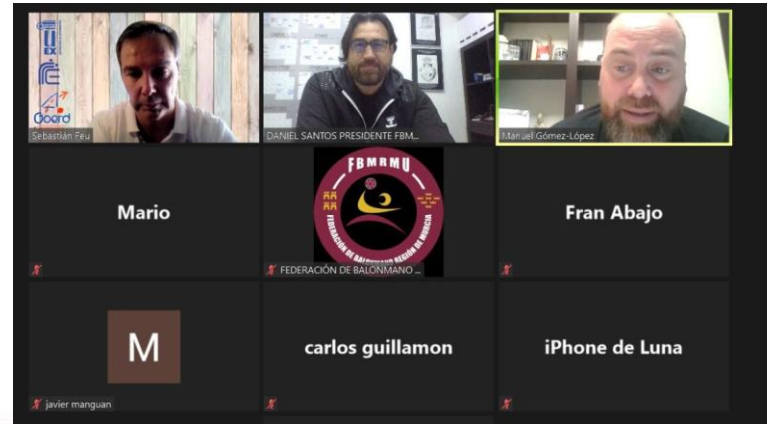 UEX
Goerd
Sebastián Feu
DANIEL SANTOS PRESIDENTE FBM...
Manuel Gómez-López
Mario
FBMRMU
FEDERACIÓN DE BALONMANO REGIÓN DE MURCIA
FEDERACIÓN DE BALONMANO ...
Fran Abajo
M
javier manguan
carlos guillamon
iPhone de Luna